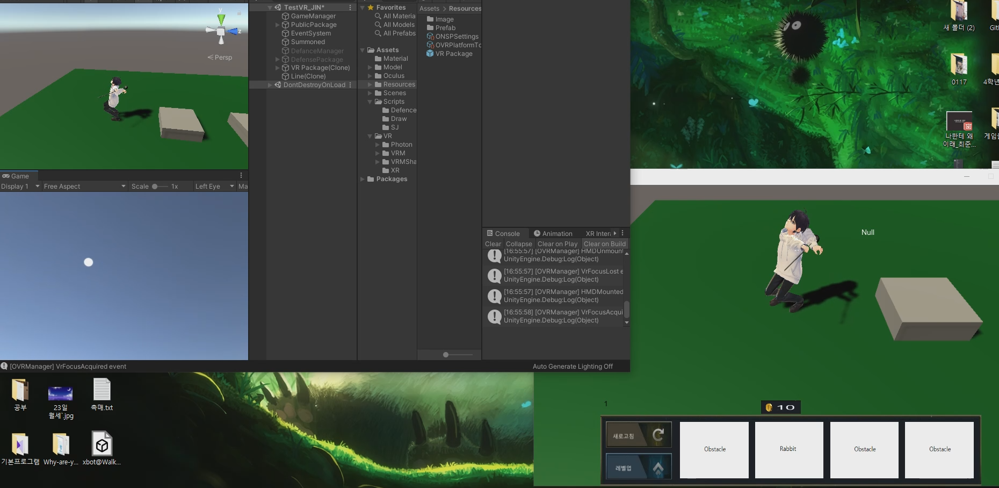 y
z
Persp
Game
Display 1
Free Aspect
Scale
1x
Left Eye
Ma
TestVR_JIN*
GameManager
PublicPackage
EventSystem
Summoned
DefanceManager
DefensePackage
VR Package(Clone)
Line(Clone)
DontDestroyOnLoad
Favorites
All Materia
All Models
All Prefabs
Assets
Material
Model
Oculus
Resources
Scenes
Scripts
Defence
Draw
SJ
VR
Photon
VRM
VRMSha
XR
Packages
Assets > Resources
Image
Prefab
ONSPSettings
OVRPlatformTo
VR Package
Console
Animation
XR Inter
Clear
Collapse
Clear on Play
Clear on Build
[16:55:57] [OVRManager] HMDUnmount
UnityEngine.Debug:Log(Object)
[16:55:57] [OVRManager] VrFocusLost e
UnityEngine.Debug:Log(Object)
[16:55:57] [OVRManager] HMDMounted
UnityEngine.Debug:Log(Object)
[16:55:58] [OVRManager] VrFocusAcqui
UnityEngine.Debug:Log(Object)
[OVRManager] VrFocusAcquired event
Auto Generate Lighting Off
새 폴더 (2)
Git
0117
4학년
나한테 왜
이래_최준...
게임
Null
공부
23일
월세`.jpg
촉매.txt
기본프로그램
Why-are-y...
xbot@Walk...
1
10
새로고침
레벨업
Obstacle
Rabbit
Obstacle
Obstacle